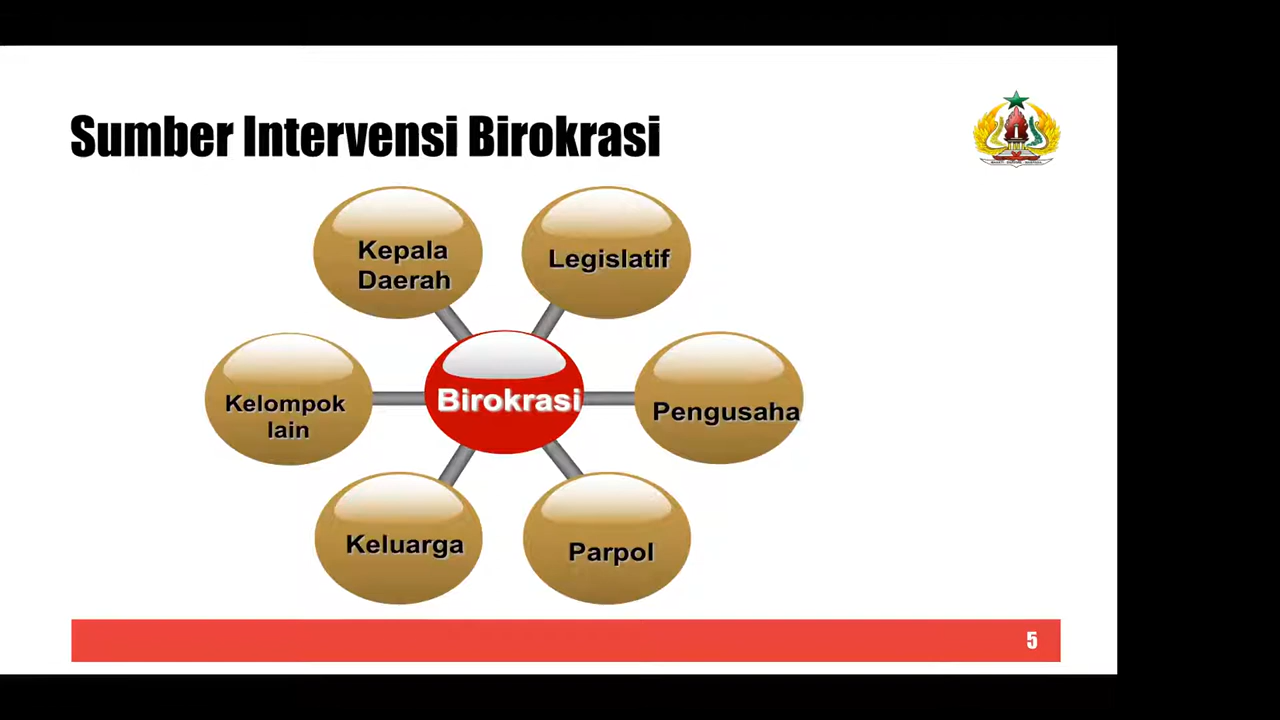 Sumber Intervensi Birokrasi
Kepala
Daerah
Legislatif
Kelompok
lain
Birokrasi
Pengusaha
Keluarga
Parpol
5